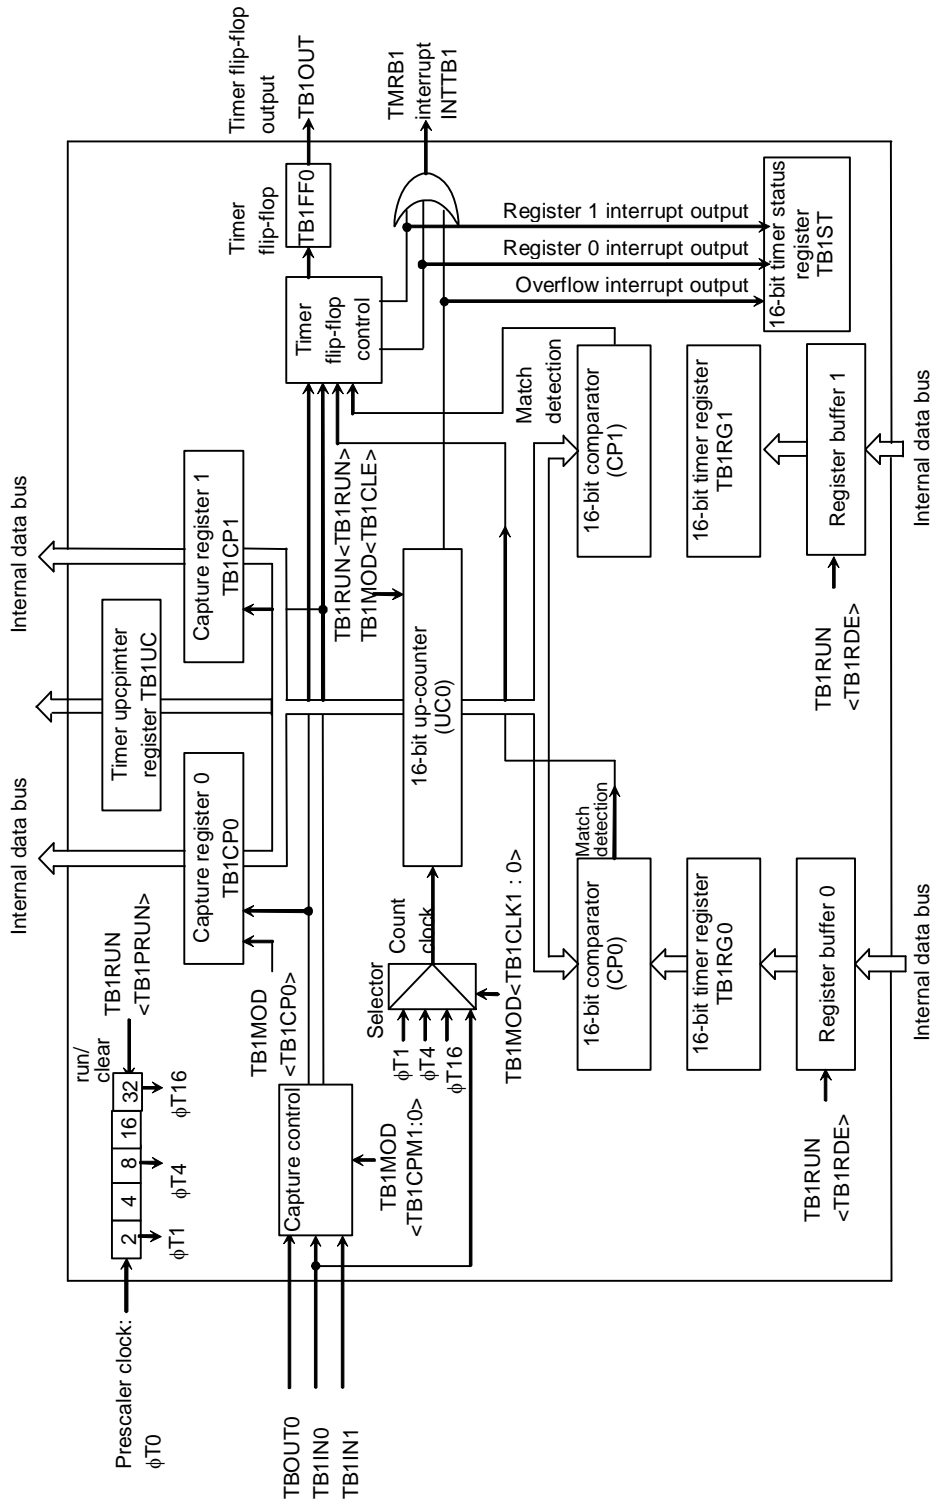 Prescaler clock:
ϕT0
2
4
8
16
32
ϕT1
ϕT4
ϕT16
run/
clear
TB1RUN
<TB1PRUN>
Internal data bus
Internal data bus
Internal data bus
Timer upcpimter
register TB1UC
Capture register 0
TB1CP0
Capture register 1
TB1CP1
TB1MOD
<TB1CP0>
TBOUT0
TB1IN0
TB1IN1
Capture control
TB1MOD
<TB1CPM1:0>
Selector
ϕT1
ϕT4
ϕT16
TB1MOD<TB1CLK1 : 0>
Count
clock
16-bit up-counter
(UC0)
TB1RUN<TB1RUN>
TB1MOD<TB1CLE>
Timer
flip-flop
control
Timer
flip-flop
TB1FF0
Timer flip-flop
output
TB1OUT
TMRB1
interrupt
INTTB1
Register 1 interrupt output
Register 0 interrupt output
Overflow interrupt output
16-bit timer status
register
TB1ST
Match
detection
16-bit comparator
(CP0)
16-bit timer register
TB1RG0
Register buffer 0
TB1RUN
<TB1RDE>
Internal data bus
Match
detection
16-bit comparator
(CP1)
16-bit timer register
TB1RG1
Register buffer 1
TB1RUN
<TB1RDE>
Internal data bus